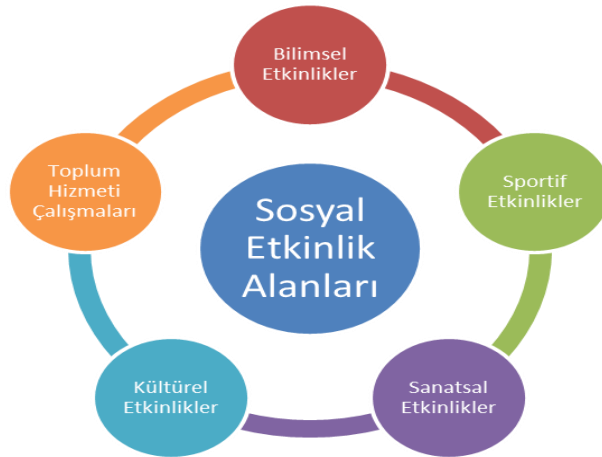 Bilimsel
Etkinlikler
Sportif
Etkinlikler
Sanatsal
Etkinlikler
Kültürel
Etkinlikler
Toplum
Hizmeti
Çalışmaları
Sosyal
Etkinlik
Alanları